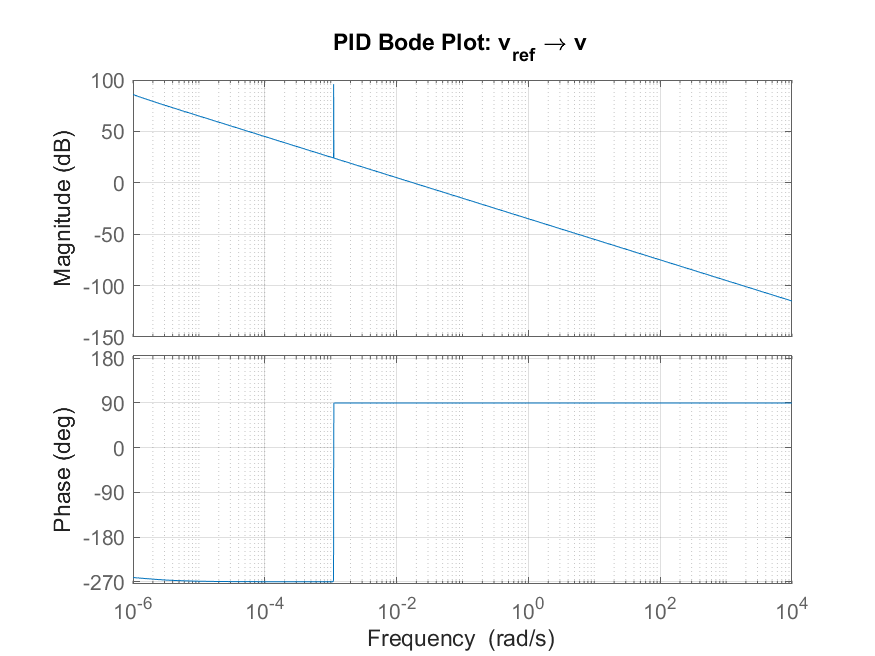 PID Bode Plot: v_ref → v
100
50
0
-50
-100
-150
Magnitude (dB)
180
90
0
-90
-180
-270
Phase (deg)
10^-6 10^-4 10^-2 10^0 10^2 10^4
Frequency (rad/s)